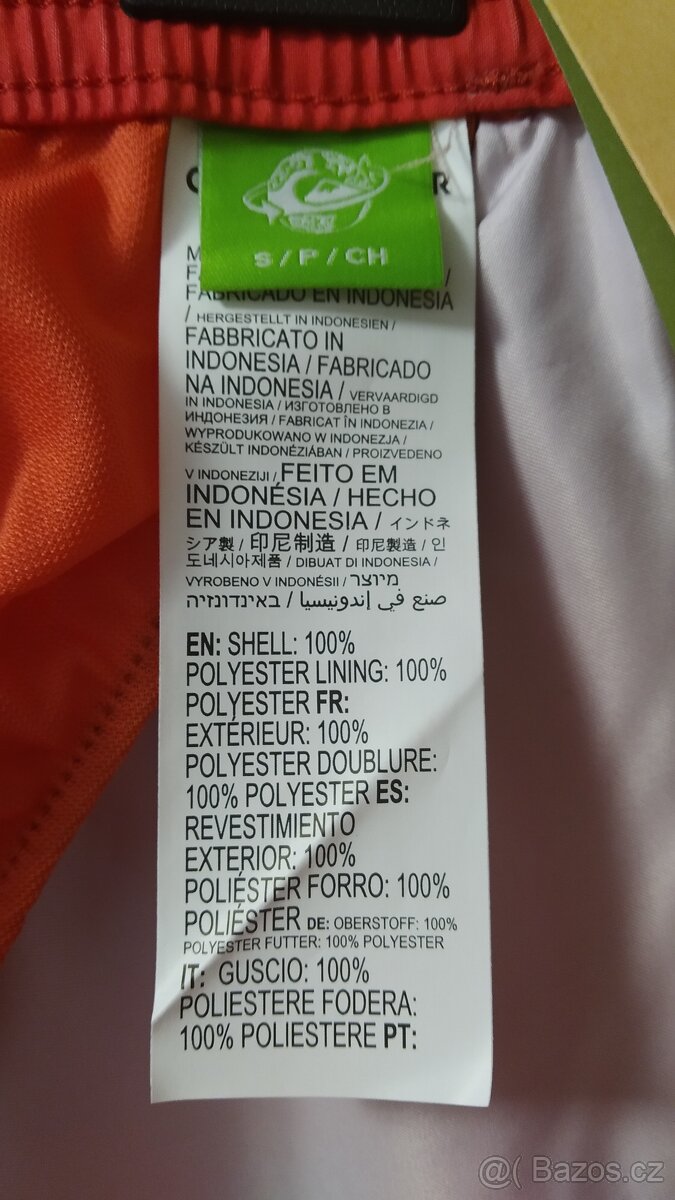 S / P / CH
R
FABRICADO EN INDONESIA
/ HERGESTELLT IN INDONESIEN /
FABBRICATO IN
INDONESIA / FABRICADO
NA INDONESIA / VERVAARDIGD
IN INDONESIA / ИЗГОТОВЛЕНО В
ИНДОНЕЗИЯ / FABRICAT ÎN INDONEZIA /
WYPRODUKOWANO W INDONEZJA /
KÉSZÜLT INDONÉZIÁBAN / PROIZVEDENO
V INDONEZIJI / FEITO EM
INDONÉSIA / HECHO
EN INDONESIA / インドネ
シア製 / 印尼制造 / 印尼製造 / 인
도네시아제품 / DIBUAT DI INDONESIA /
VYROBENO V INDONÉSII / מיוצר
באינדונזיה / صنع في إندونيسيا
EN: SHELL: 100%
POLYESTER LINING: 100%
POLYESTER FR:
EXTÉRIEUR: 100%
POLYESTER DOUBLURE:
100% POLYESTER ES:
REVESTIMIENTO
EXTERIOR: 100%
POLIÉSTER FORRO: 100%
POLIÉSTER DE: OBERSTOFF: 100%
POLYESTER FUTTER: 100% POLYESTER
IT: GUSCIO: 100%
POLIESTERE FODERA:
100% POLIESTERE PT:
@( Bazos.cz